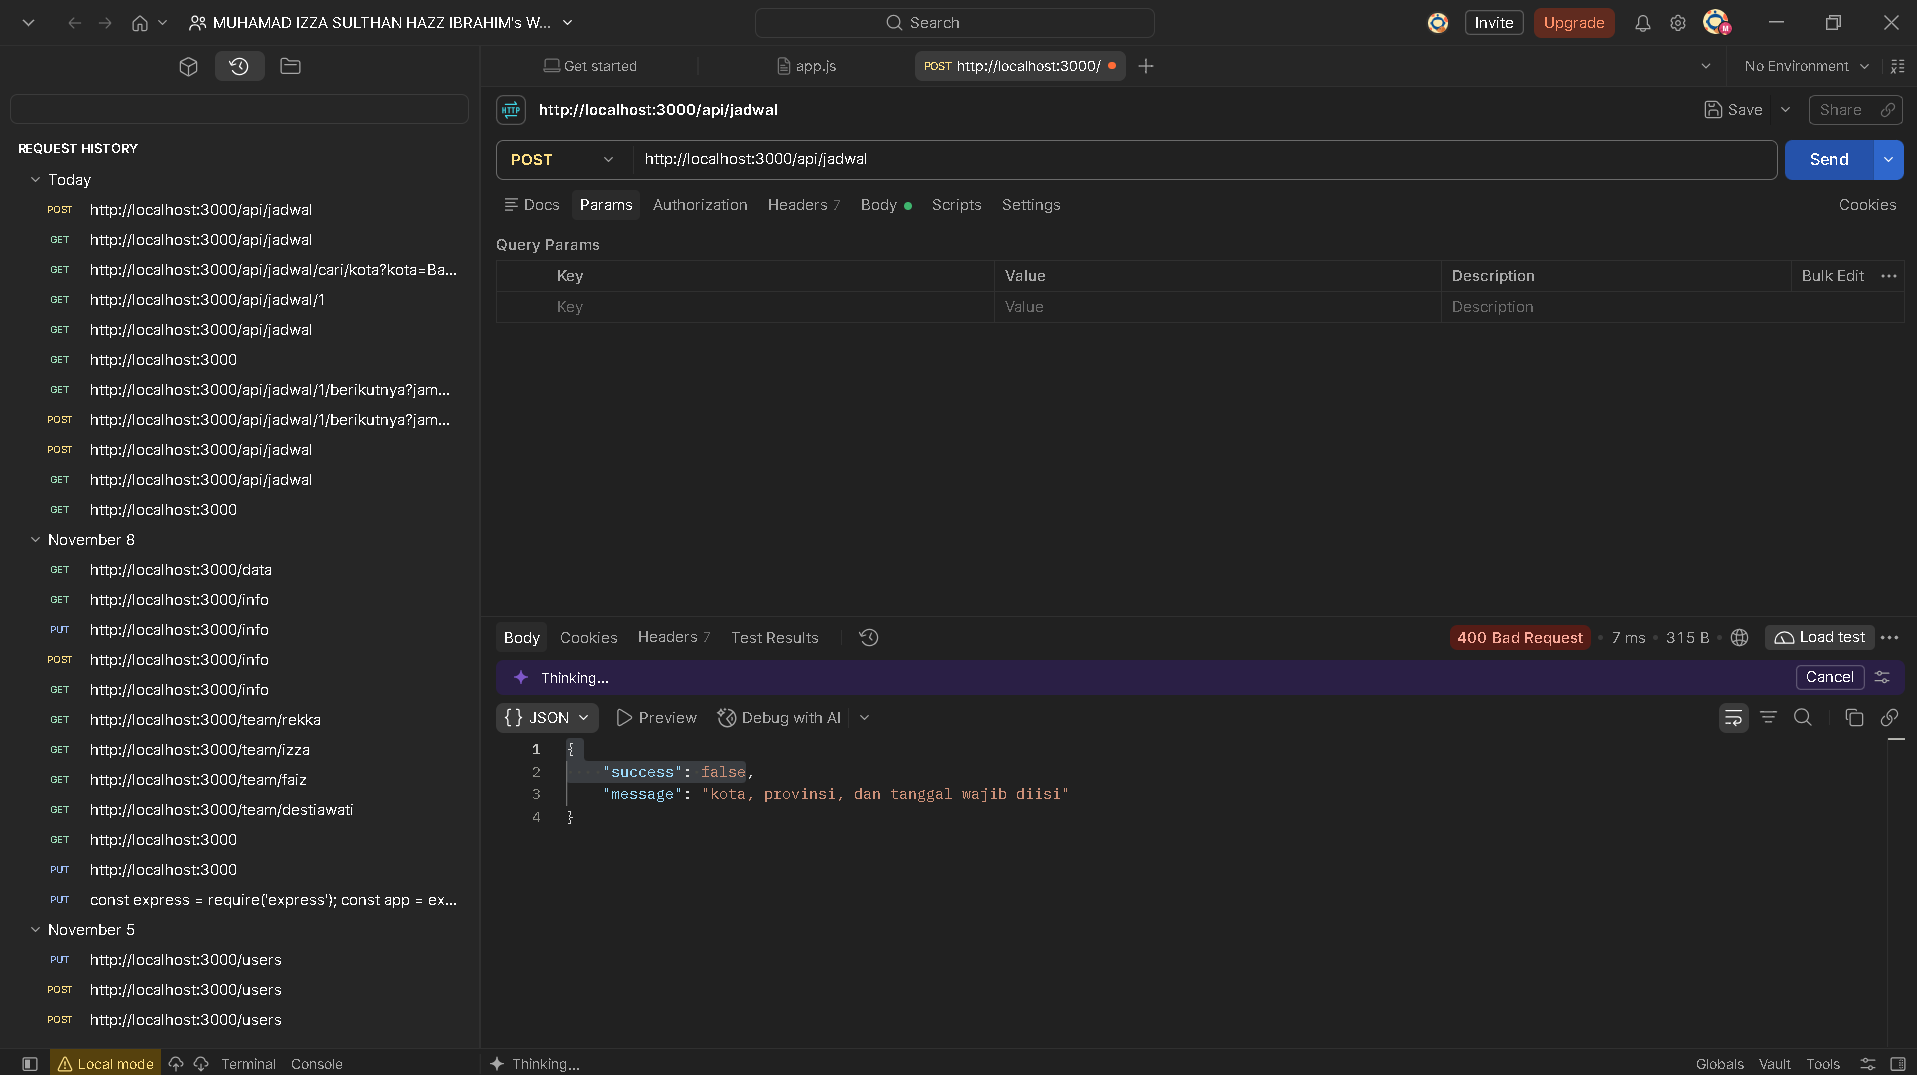 MUHAMAD IZZA SULTHAN HAZZ IBRAHIM's W...
Search
Invite
Upgrade
M
Get started
app.js
POST http://localhost:3000/
No Environment
HTTP
http://localhost:3000/api/jadwal
Save
Share
REQUEST HISTORY
POST
http://localhost:3000/api/jadwal
Send
Today
Docs
Params
Authorization
Headers 7
Body
Scripts
Settings
Cookies
POST http://localhost:3000/api/jadwal
GET http://localhost:3000/api/jadwal
GET http://localhost:3000/api/jadwal/cari/kota?kota=Ba...
GET http://localhost:3000/api/jadwal/1
GET http://localhost:3000/api/jadwal
GET http://localhost:3000
GET http://localhost:3000/api/jadwal/1/berikutnya?jam...
POST http://localhost:3000/api/jadwal/1/berikutnya?jam...
POST http://localhost:3000/api/jadwal
GET http://localhost:3000/api/jadwal
GET http://localhost:3000
November 8
GET http://localhost:3000/data
GET http://localhost:3000/info
PUT http://localhost:3000/info
POST http://localhost:3000/info
GET http://localhost:3000/info
GET http://localhost:3000/team/rekka
GET http://localhost:3000/team/izza
GET http://localhost:3000/team/faiz
GET http://localhost:3000/team/destiawati
GET http://localhost:3000
PUT http://localhost:3000
PUT const express = require('express'); const app = ex...
November 5
PUT http://localhost:3000/users
POST http://localhost:3000/users
POST http://localhost:3000/users
Query Params
Key Value Description Bulk Edit
Key Value Description
Body
Cookies
Headers 7
Test Results
400 Bad Request
7 ms
315 B
Load test
Thinking...
Cancel
{} JSON
Preview
Debug with AI
1 {
2 "success": false,
3 "message": "kota, provinsi, dan tanggal wajib diisi"
4 }
Local mode
Terminal
Console
Thinking...
Globals
Vault
Tools